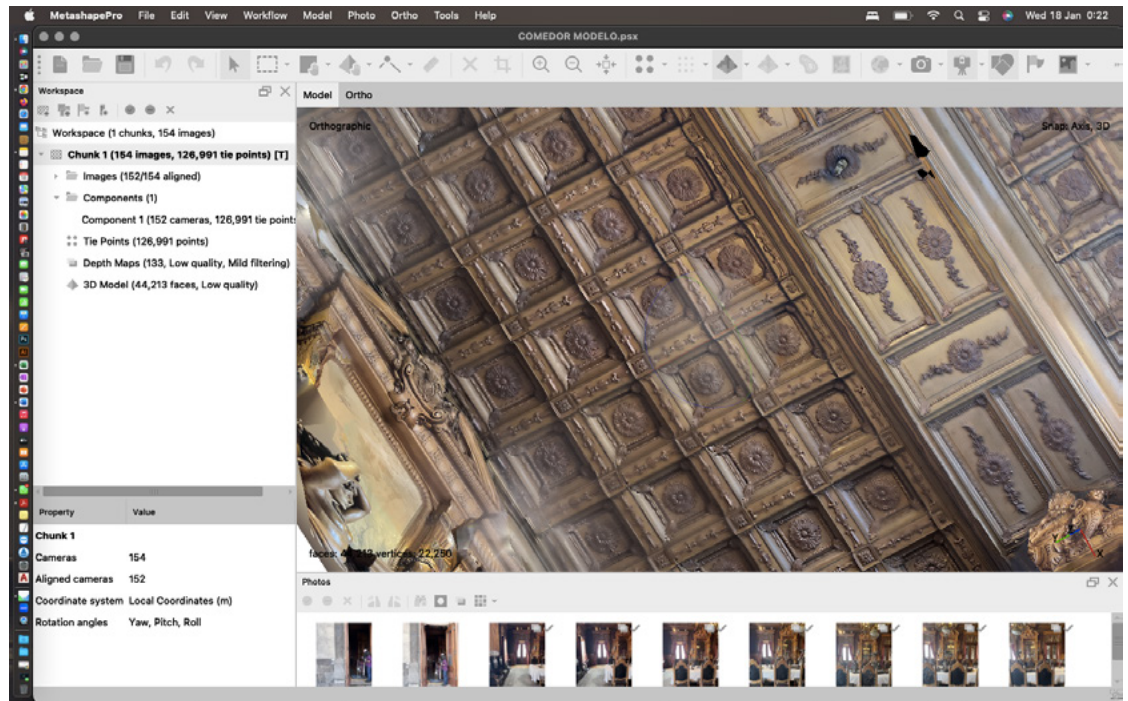 MetashapePro File Edit View Workflow Model Photo Ortho Tools Help Wed 18 Jan 0:22
COMEDOR MODELO.psx
Workspace
Workspace (1 chunks, 154 images)
Chunk 1 (154 images, 126,991 tie points) [T]
Images (152/154 aligned)
Components (1)
Component 1 (152 cameras, 126,991 tie points
Tie Points (126,991 points)
Depth Maps (133, Low quality, Mild filtering)
3D Model (44,213 faces, Low quality)
Property Value
Chunk 1
Cameras 154
Aligned cameras 152
Coordinate system Local Coordinates (m)
Rotation angles Yaw, Pitch, Roll
Model Ortho
Orthographic Snap: Axis, 3D
faces: 44,213 vertices: 22,250
X
Y
Photos